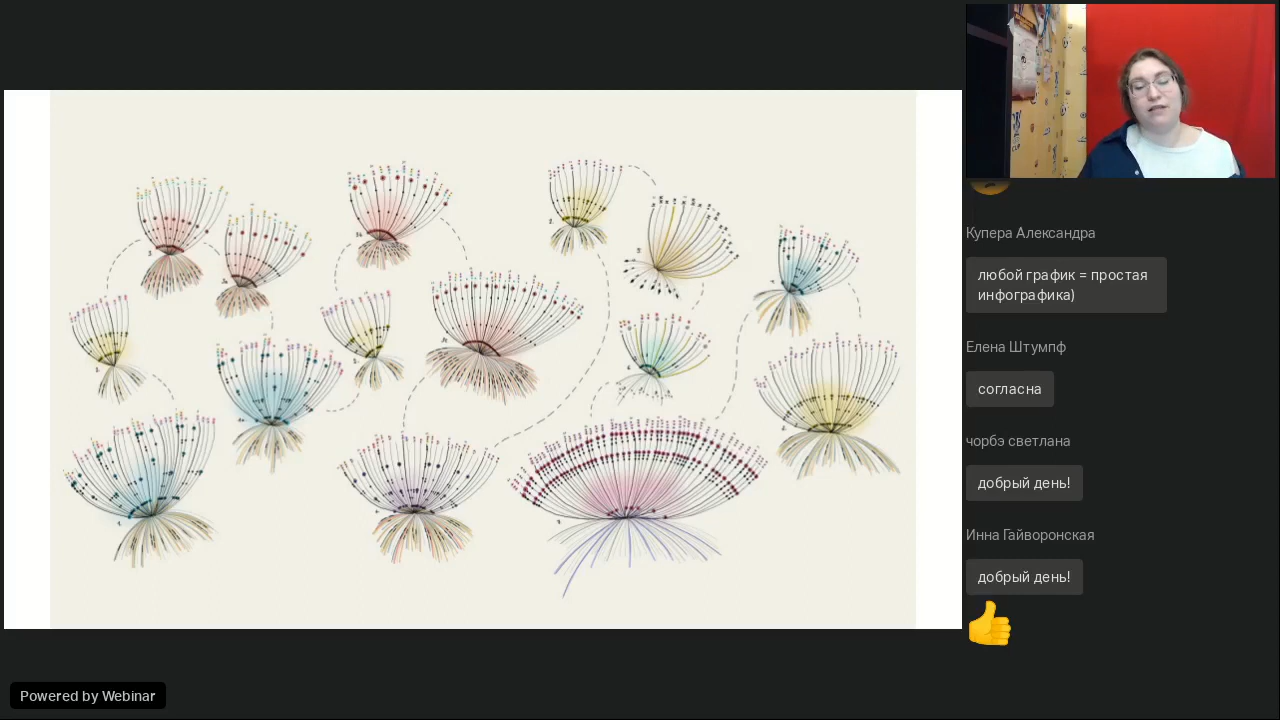 Купера Александра
любой график = простая
инфографика)
Елена Штумпф
согласна
чорбэ светлана
добрый день!
Инна Гайворонская
добрый день!
Powered by Webinar